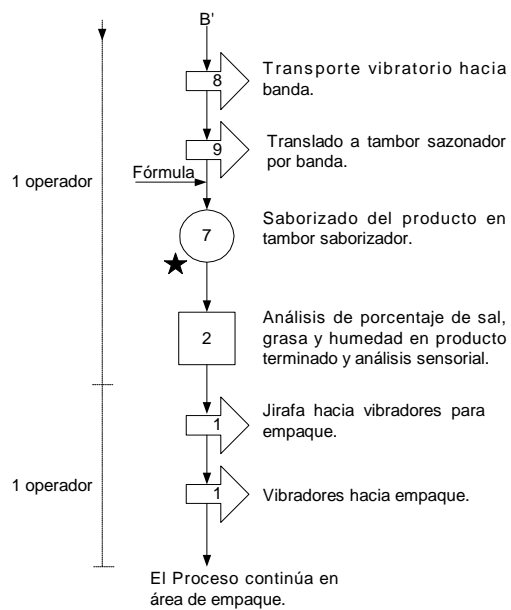 B'
8
Transporte vibratorio hacia
banda.
9
Translado a tambor sazonador
por banda.
1 operador
Fórmula
7
Saborizado del producto en
tambor saborizador.
2
Análisis de porcentaje de sal,
grasa y humedad en producto
terminado y análisis sensorial.
1
Jirafa hacia vibradores para
empaque.
1 operador
1
Vibradores hacia empaque.
El Proceso continúa en
área de empaque.